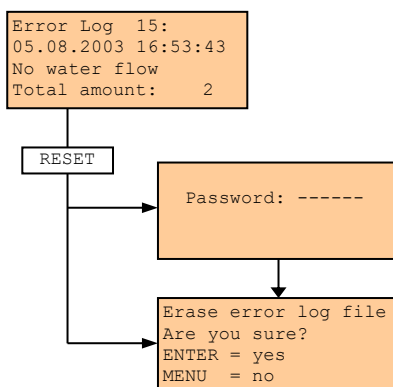 Error Log  15:
05.08.2003 16:53:43
No water flow
Total amount:    2
RESET
Password: ------
Erase error log file
Are you sure?
ENTER = yes
MENU  = no